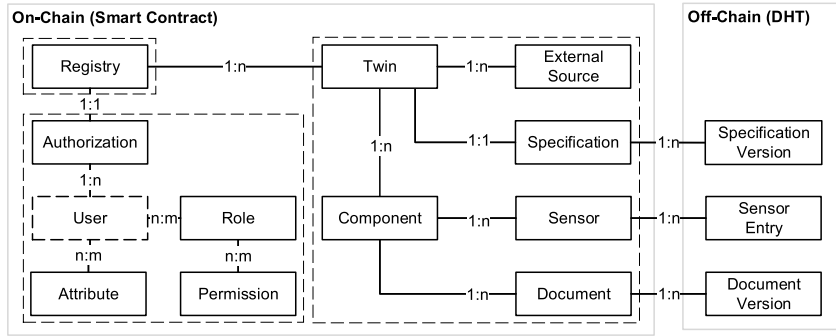 On-Chain (Smart Contract)
Off-Chain (DHT)
Registry
1:n
Twin
1:n
External
Source
1:1
Authorization
1:n
1:1
Specification
1:n
Specification
Version
1:n
User
n:m
Role
Component
1:n
Sensor
1:n
Sensor
Entry
n:m
n:m
Attribute
Permission
1:n
Document
1:n
Document
Version